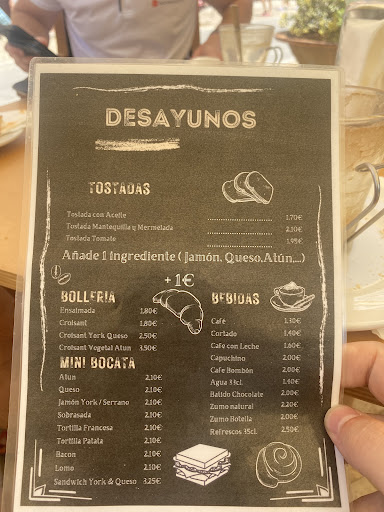 DESAYUNOS
TOSTADAS
Tostada con Aceite 1.70€
Tostada Mantequilla y Mermelada 2.10€
Tostada Tomate 1.95€
Añade 1 Ingrediente ( Jamón, Queso,Atún,...)
+ 1€
BOLLERIA
Ensaimada 1.80€
Croisant 1.80€
Croisant York Queso 2.50€
Croisant Vegetal Atun 3.50€
MINI BOCATA
Atun 2,10€
Queso 2,10€
Jamón York / Serrano 2,10€
Sobrasada 2,10€
Tortilla Francesa 2,10€
Tortilla Patata 2,10€
Bacon 2,10€
Lomo 2,10€
Sandwich York & Queso 3.25€
BEBIDAS
Café 1.30€
Cortado 1.40€
Cafe con Leche 1.60€
Capuchino 2,00€
Cafe Bombón 2,00€
Agua 33cl. 1.40€
Batido Chocolate 2,00€
Zumo natural 2.20€
Zumo Botella 2,00€
Refrescos 35cl. 2.50€